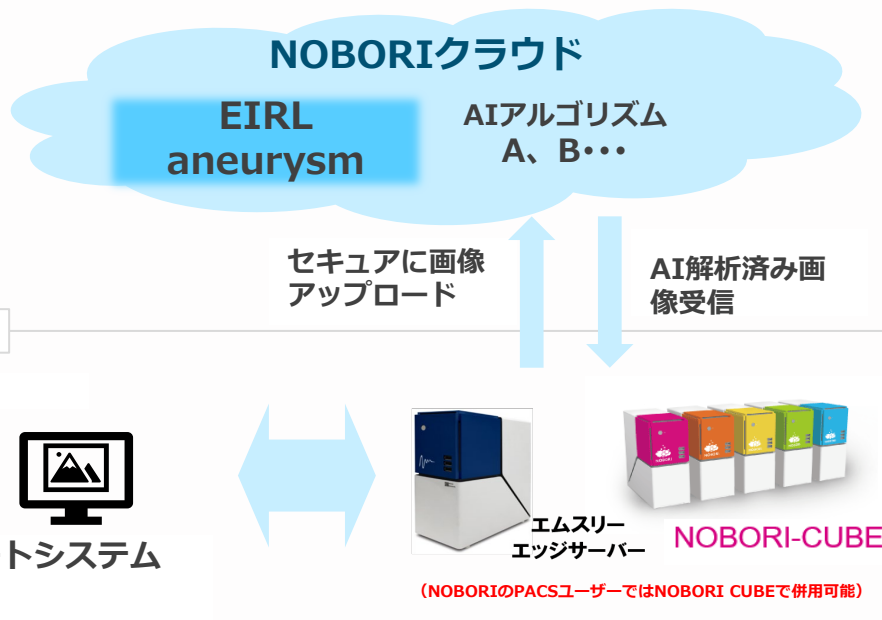 NOBORIクラウド
EIRL
aneurysm
AIアルゴリズム
A、B・・・
セキュアに画像
アップロード
AI解析済み画
像受信
トシステム
エムスリー
エッジサーバー
NOBORI-CUBE
（NOBORIのPACSユーザーではNOBORI CUBEで併用可能）